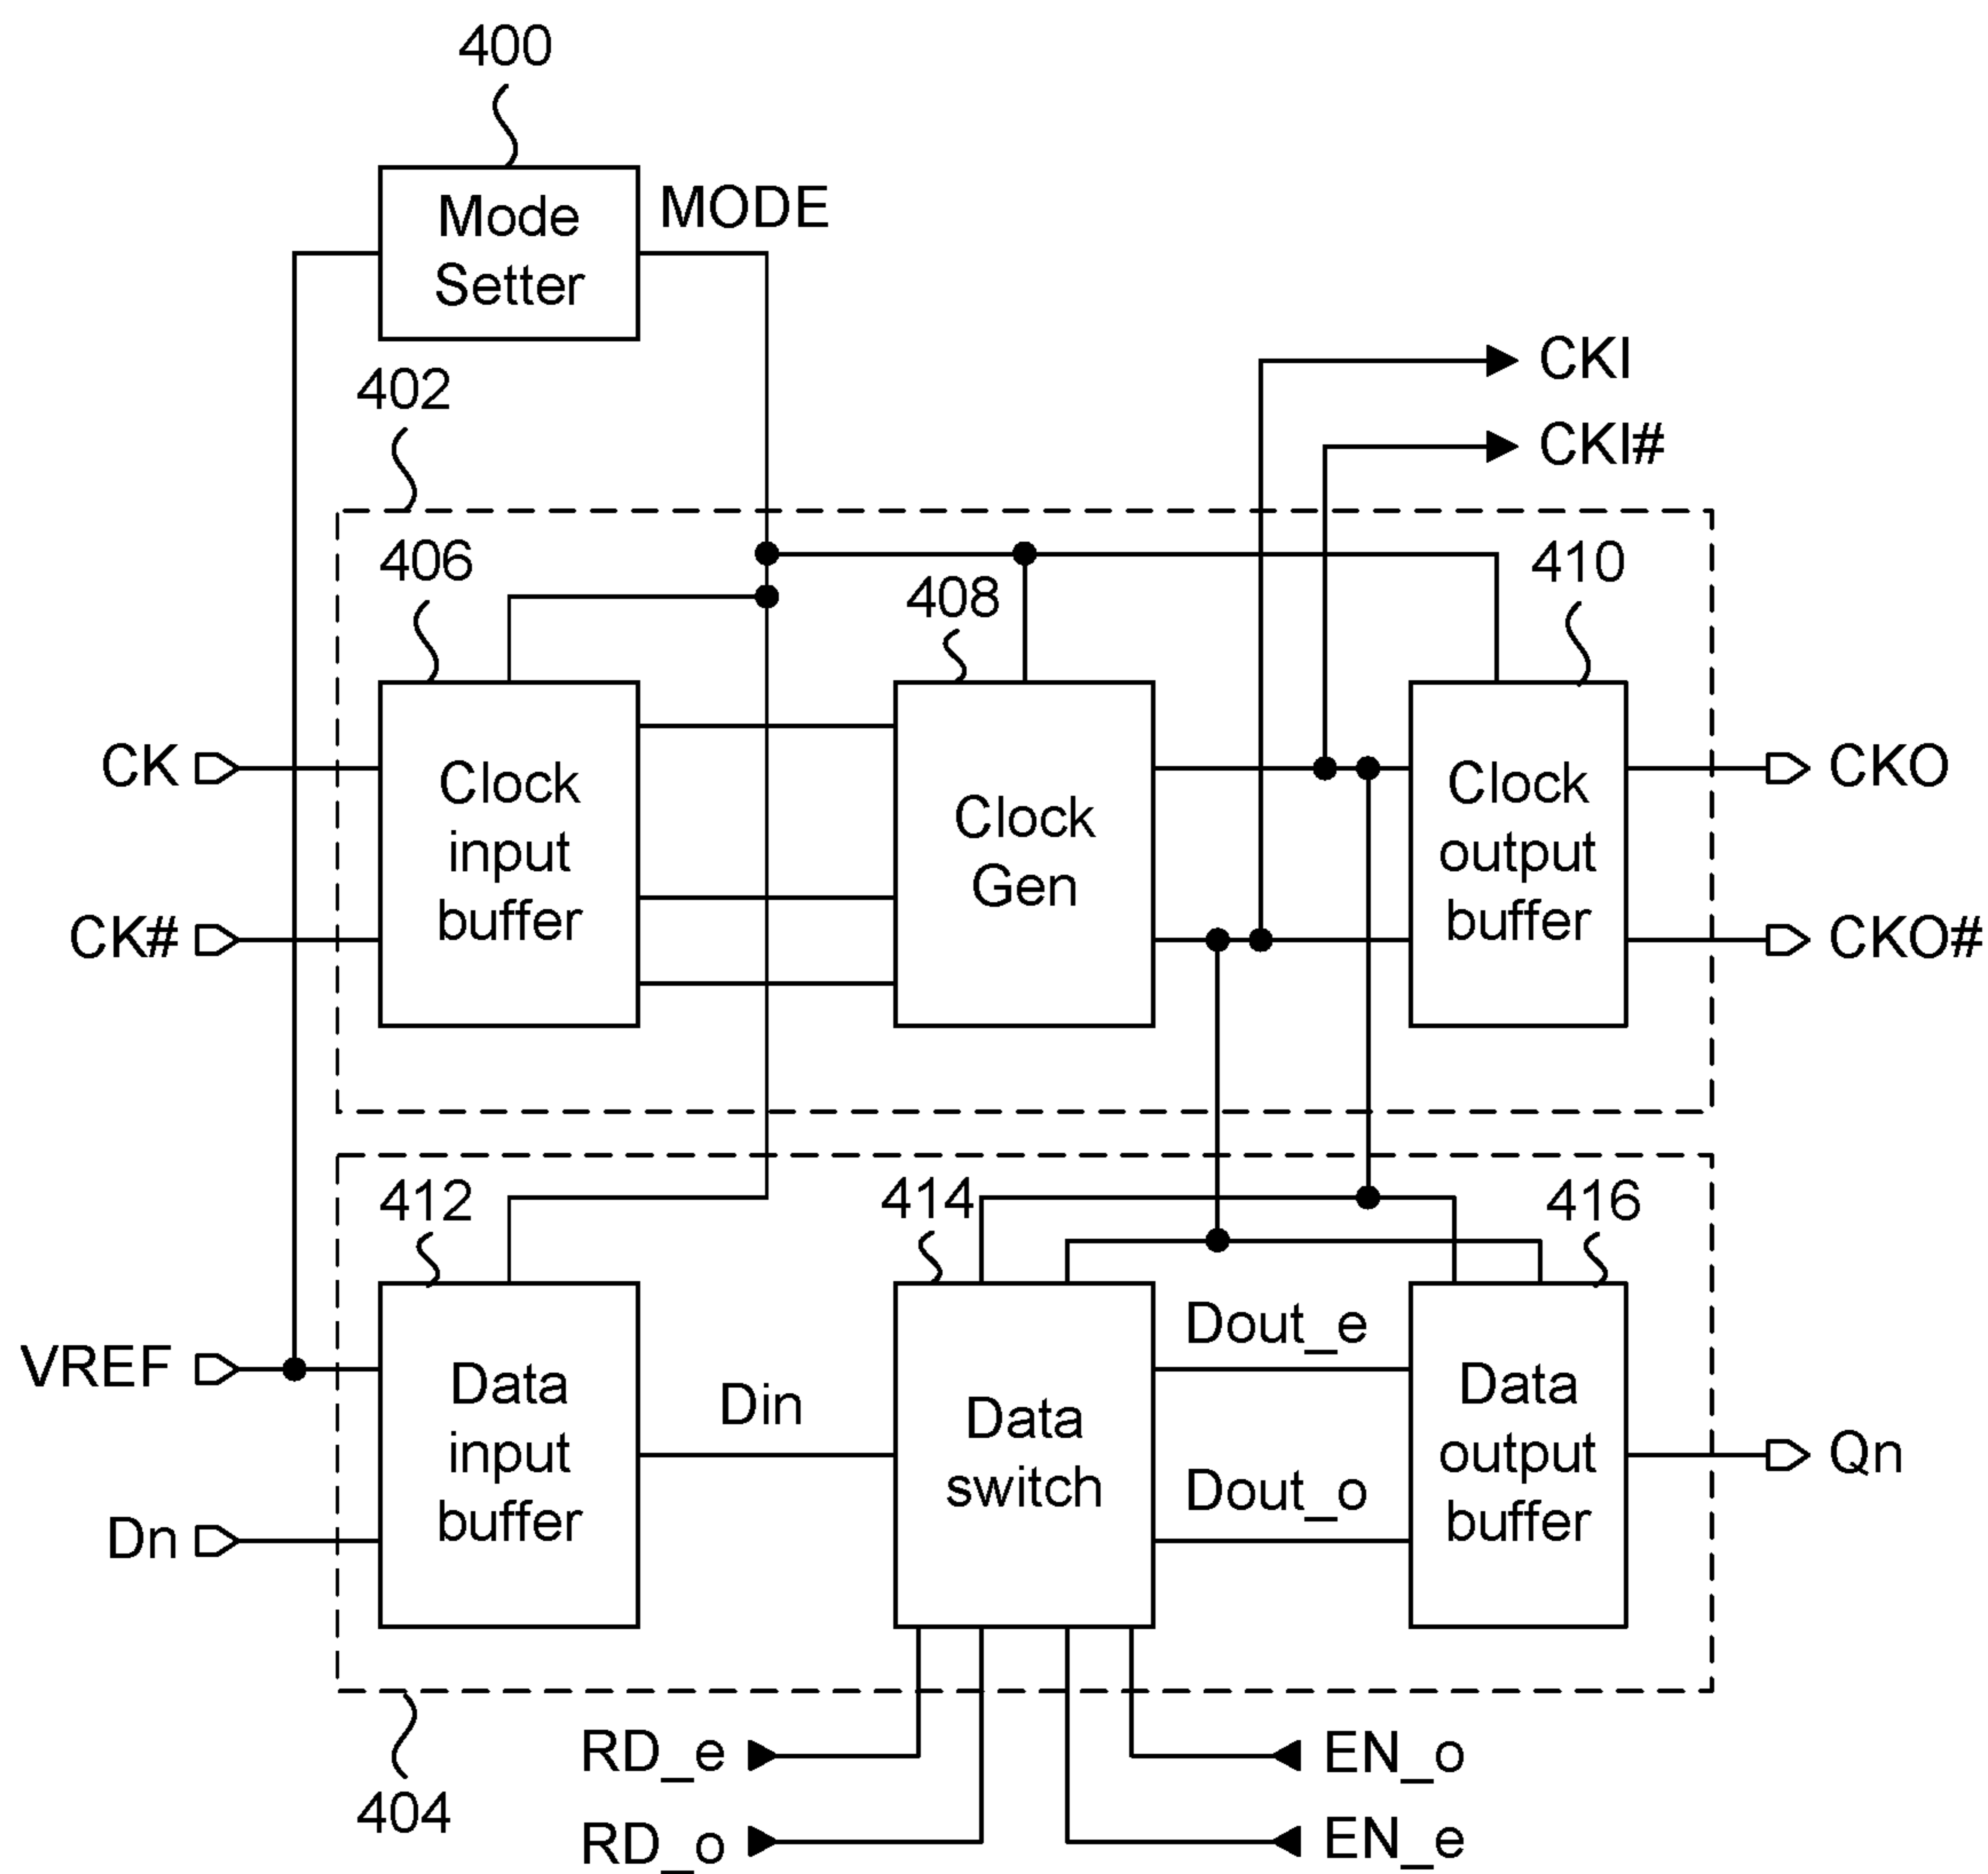 400
Mode
Setter
MODE
402
CKI
CKI#
406
408
410
CK
CK#
Clock
input
buffer
Clock
Gen
Clock
output
buffer
CKO
CKO#
412
414
416
VREF
Dn
Data
input
buffer
Din
Data
switch
Dout_e
Dout_o
Data
output
buffer
Qn
404
RD_e
RD_o
EN_o
EN_e